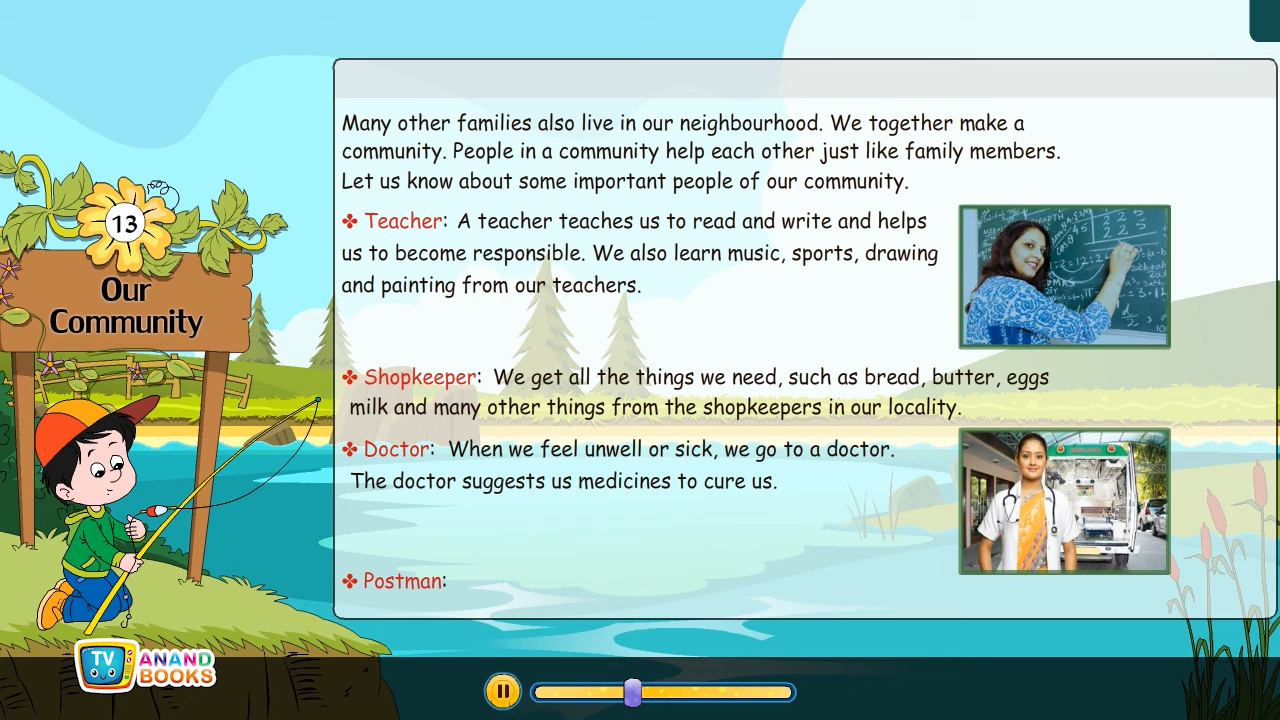 13
Our
Community
Many other families also live in our neighbourhood. We together make a
community. People in a community help each other just like family members.
Let us know about some important people of our community.
✤ Teacher: A teacher teaches us to read and write and helps
us to become responsible. We also learn music, sports, drawing
and painting from our teachers.
✤ Shopkeeper: We get all the things we need, such as bread, butter, eggs
milk and many other things from the shopkeepers in our locality.
✤ Doctor: When we feel unwell or sick, we go to a doctor.
The doctor suggests us medicines to cure us.
✤ Postman:
TV ANAND
BOOKS